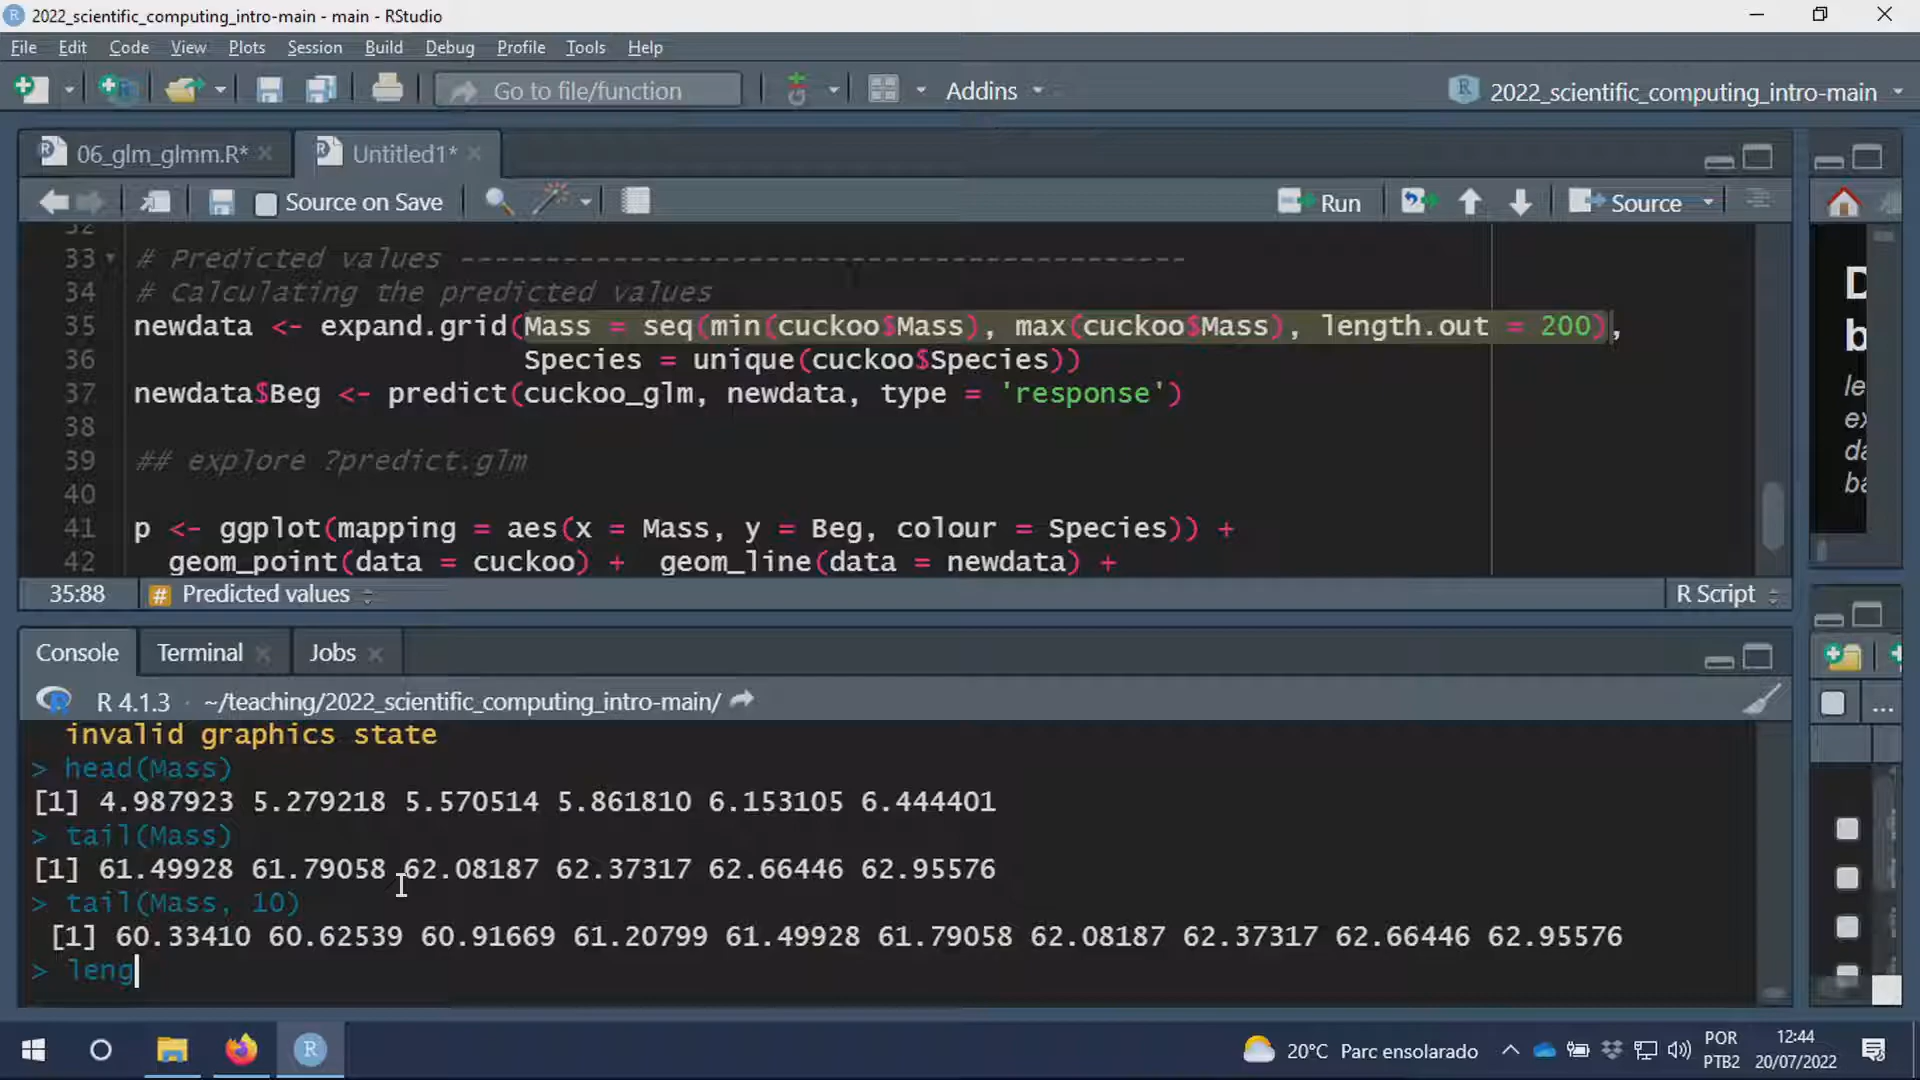 2022_scientific_computing_intro-main - main - RStudio
File Edit Code View Plots Session Build Debug Profile Tools Help
Go to file/function Addins 2022_scientific_computing_intro-main
06_glm_glmm.R* Untitled1*
Source on Save Run Source
32
33 # Predicted values -------------------------------------------
34 # Calculating the predicted values
35 newdata <- expand.grid(Mass = seq(min(cuckoo$Mass), max(cuckoo$Mass), length.out = 200),
36 Species = unique(cuckoo$Species))
37 newdata$Beg <- predict(cuckoo_glm, newdata, type = 'response')
38
39 ## explore ?predict.glm
40
41 p <- ggplot(mapping = aes(x = Mass, y = Beg, colour = Species)) +
42 geom_point(data = cuckoo) +  geom_line(data = newdata) +
35:88 # Predicted values R Script
Console Terminal Jobs
R 4.1.3 · ~/teaching/2022_scientific_computing_intro-main/
invalid graphics state
> head(Mass)
[1] 4.987923 5.279218 5.570514 5.861810 6.153105 6.444401
> tail(Mass)
[1] 61.49928 61.79058 62.08187 62.37317 62.66446 62.95576
> tail(Mass, 10)
[1] 60.33410 60.62539 60.91669 61.20799 61.49928 61.79058 62.08187 62.37317 62.66446 62.95576
> leng
D
b
le
ex
da
ba
...
20°C Parc ensolarado
POR
PTB2
12:44
20/07/2022